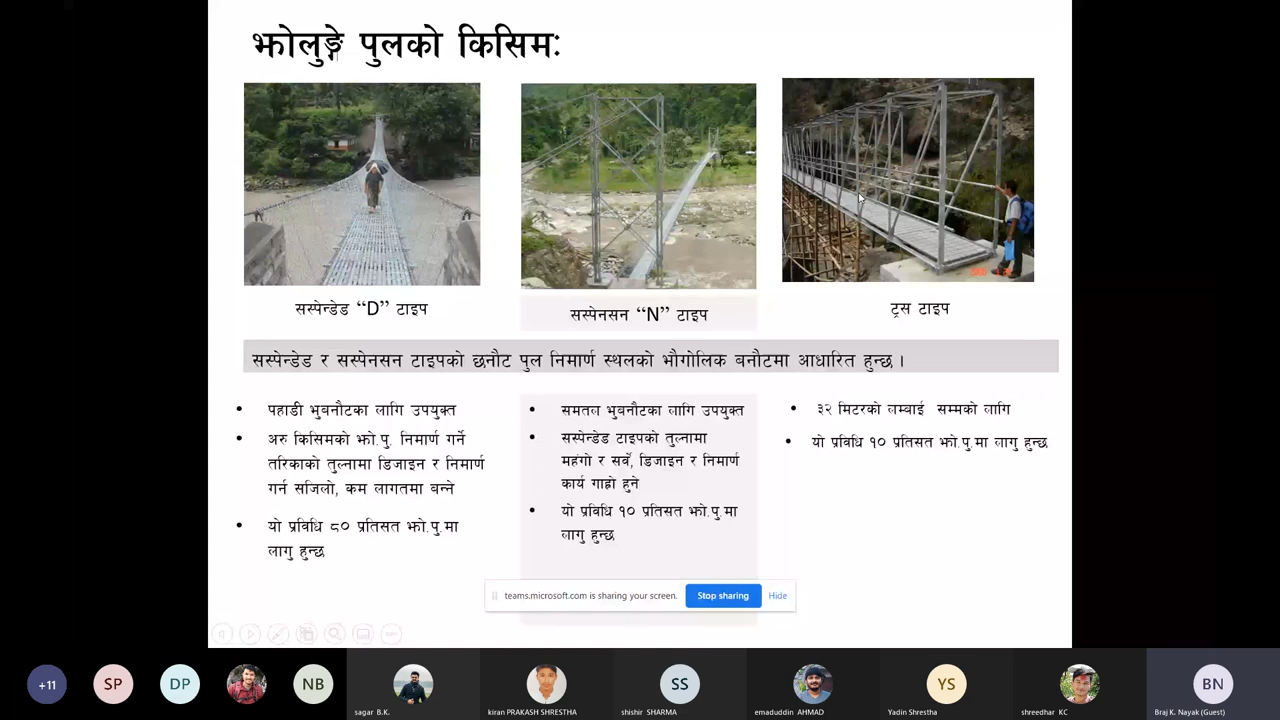 झोलुङ्गे पुलको किसिमः
सस्पेन्डेड “D” टाइप
सस्पेनसन “N” टाइप
ट्रस टाइप
सस्पेन्डेड र सस्पेनसन टाइपको छनौट पुल निमार्ण स्थलको भौगोलिक बनौटमा आधारित हुन्छ ।
• पहाडी भुबनौटका लागि उपयुक्त
• अरु किसिमको झो.पु. निमार्ण गर्ने
तरिकाको तुल्नामा डिजाइन र निमार्ण
गर्न सजिलो, कम लागतमा बन्ने
• यो प्रविधि ८० प्रतिसत झो.पु.मा
लागु हुन्छ
• समतल भुबनौटका लागि उपयुक्त
• सस्पेन्डेड टाइपको तुल्नामा
महंगो र सर्वे, डिजाइन र निमार्ण
कार्य गाह्रो हुने
• यो प्रविधि १० प्रतिसत झो.पु.मा
लागु हुन्छ
• ३२ मिटरको लम्बाई सम्मको लागि
• यो प्रविधि १० प्रतिसत झो.पु.मा लागु हुन्छ
teams.microsoft.com is sharing your screen.
Stop sharing
Hide
+11
SP
DP
NB
SS
YS
BN
sagar B.K.
kiran PRAKASH SHRESTHA
shishir SHARMA
emaduddin AHMAD
Yadin Shrestha
shreedhar KC
Braj K. Nayak (Guest)